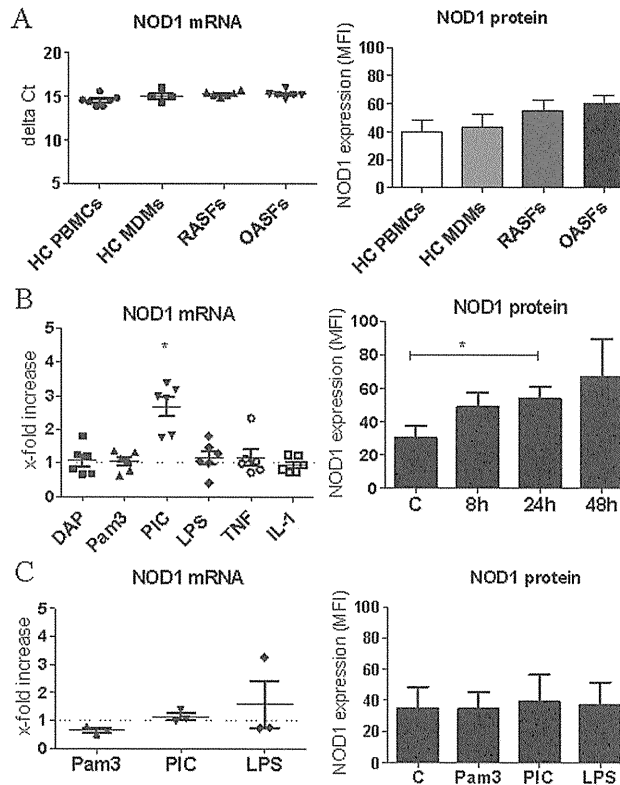 A
NOD1 mRNA
delta Ct
20
15
10
5
HC PBMCs
HC MDMs
RASFs
OASFs
NOD1 protein
NOD1 expression (MFI)
100
80
60
40
20
0
HC PBMCs
HC MDMs
RASFs
OASFs
B
NOD1 mRNA
x-fold increase
5
4
3
2
1
0
*
DAP
Pam3
PIC
LPS
TNF
IL-1
NOD1 protein
NOD1 expression (MFI)
100
80
60
40
20
0
*
C
8h
24h
48h
C
NOD1 mRNA
x-fold increase
5
4
3
2
1
0
Pam3
PIC
LPS
NOD1 protein
NOD1 expression (MFI)
100
80
60
40
20
0
C
Pam3
PIC
LPS